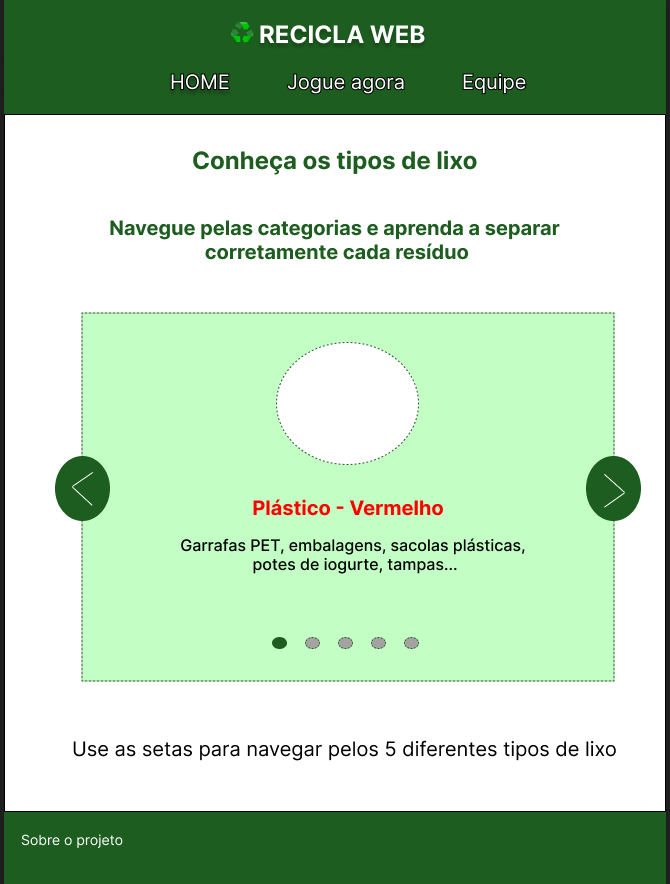 ♻ RECICLA WEB
HOME Jogue agora Equipe
Conheça os tipos de lixo
Navegue pelas categorias e aprenda a separar
corretamente cada resíduo
Plástico - Vermelho
Garrafas PET, embalagens, sacolas plásticas,
potes de iogurte, tampas...
Use as setas para navegar pelos 5 diferentes tipos de lixo
Sobre o projeto